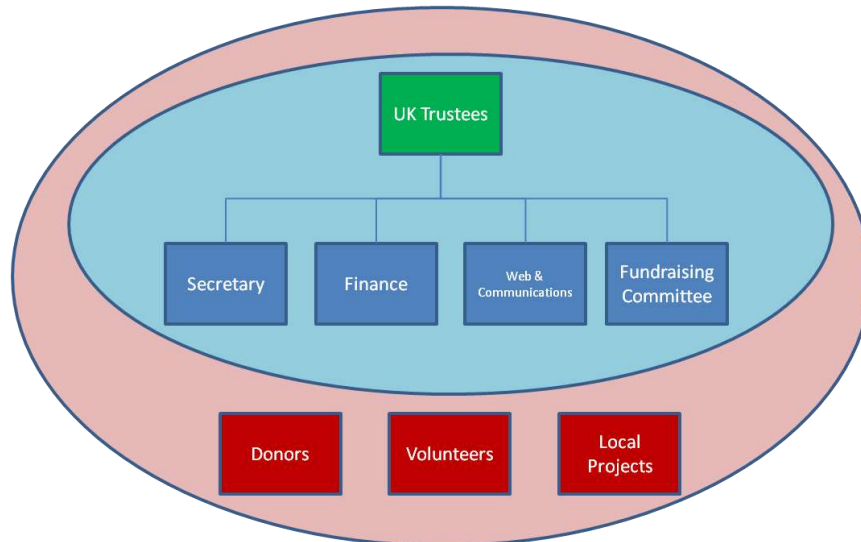 UK Trustees
Secretary
Finance
Web &
Communications
Fundraising
Committee
Donors
Volunteers
Local
Projects